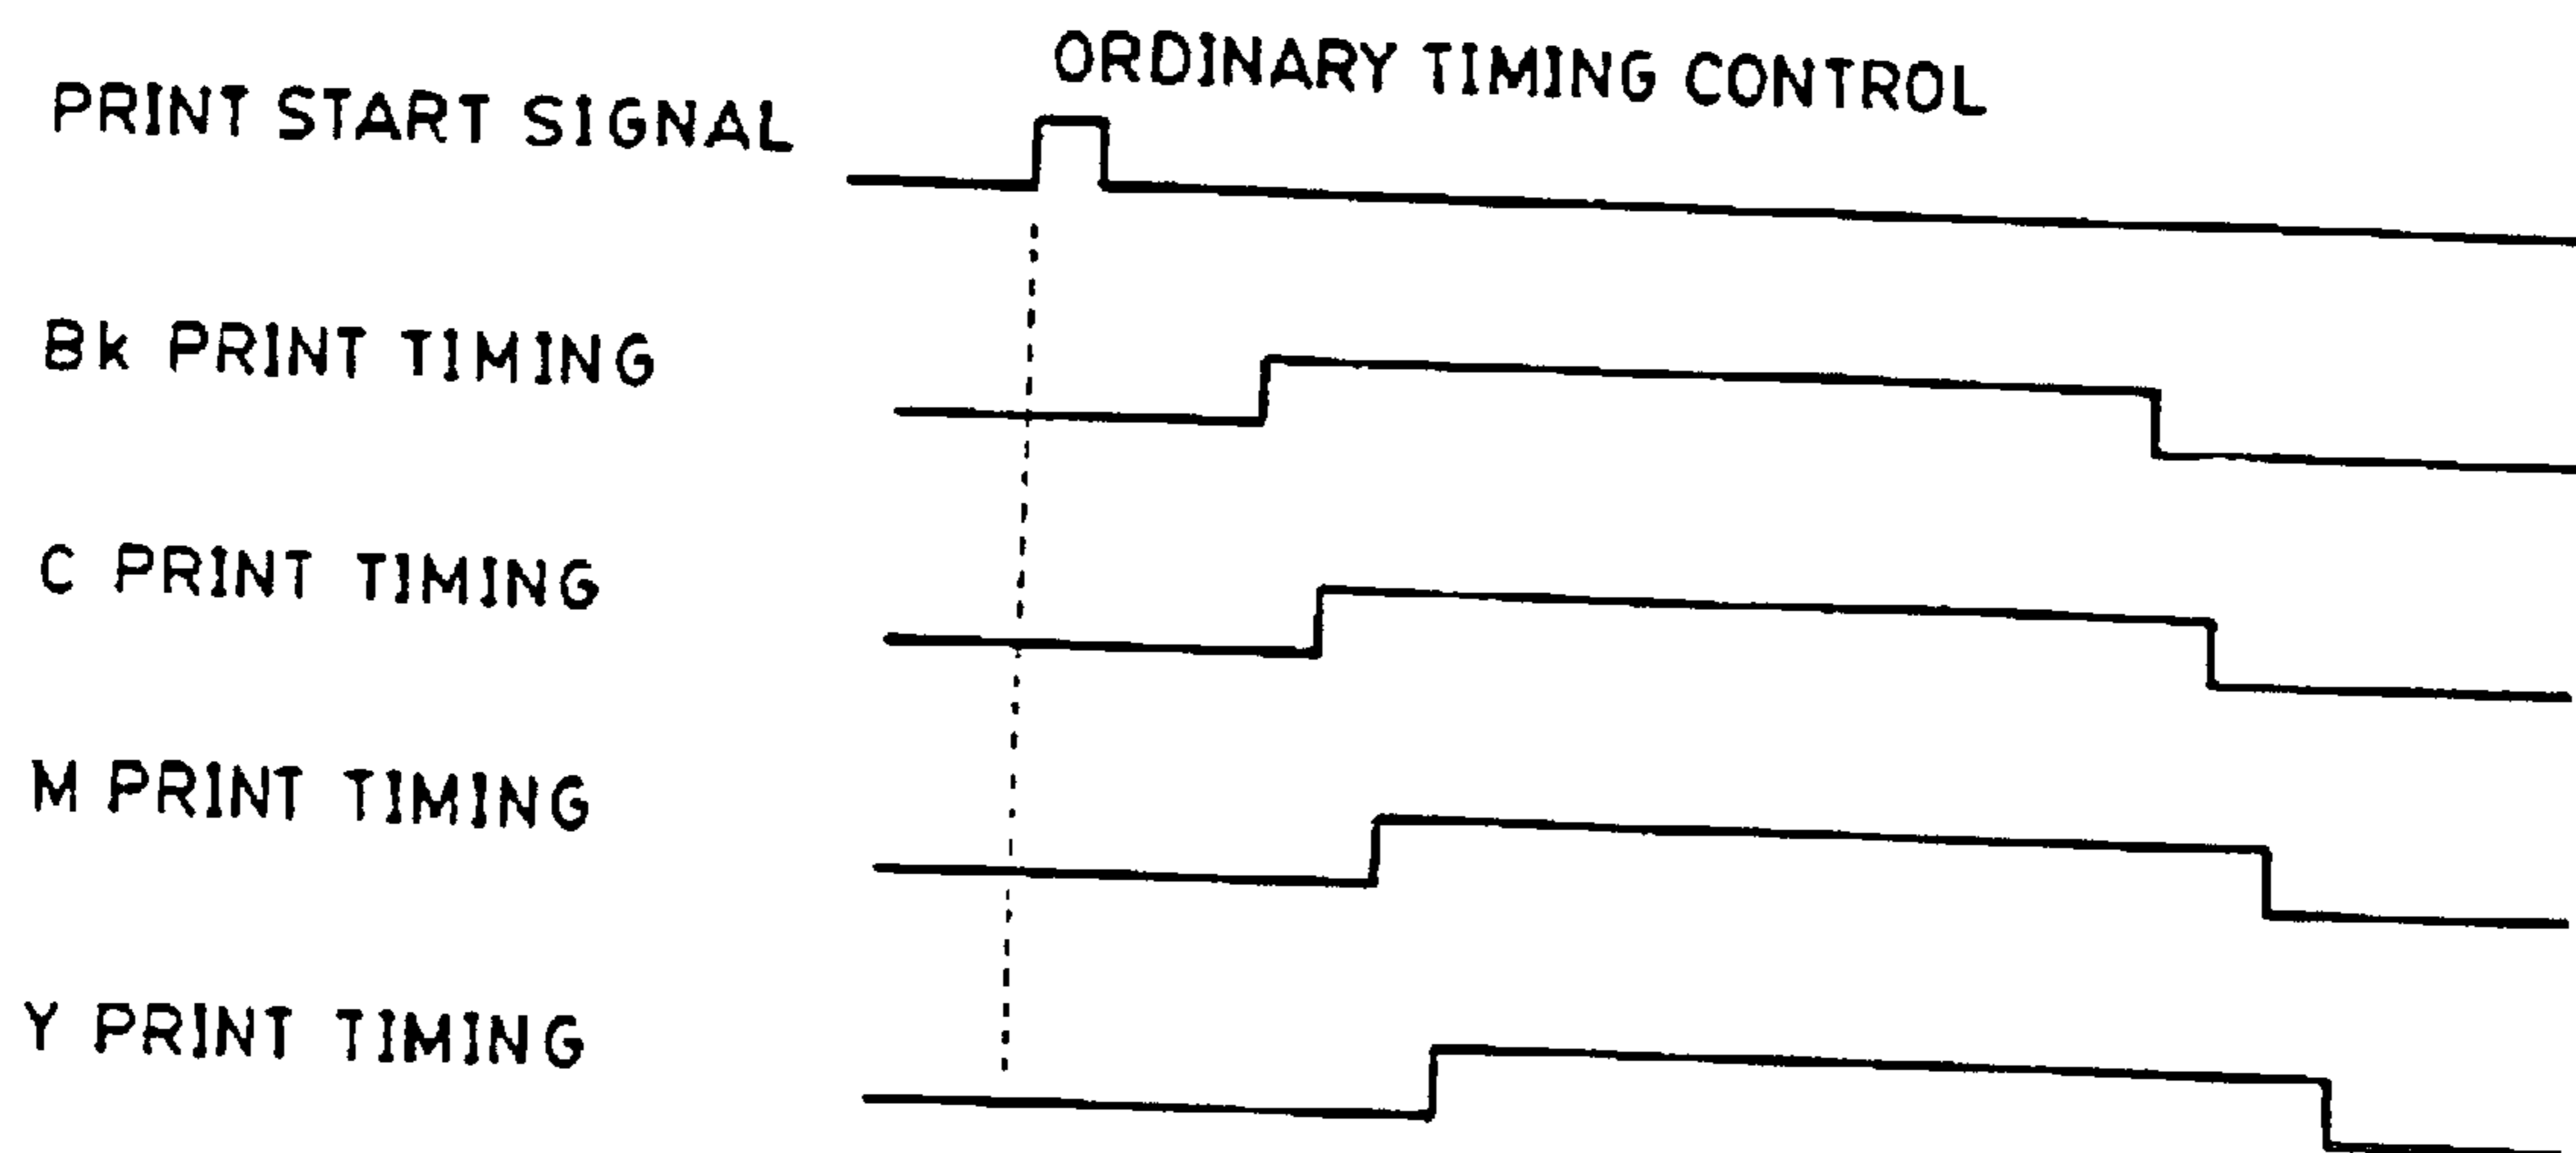 ORDINARY TIMING CONTROL
PRINT START SIGNAL
Bk PRINT TIMING
C PRINT TIMING
M PRINT TIMING
Y PRINT TIMING